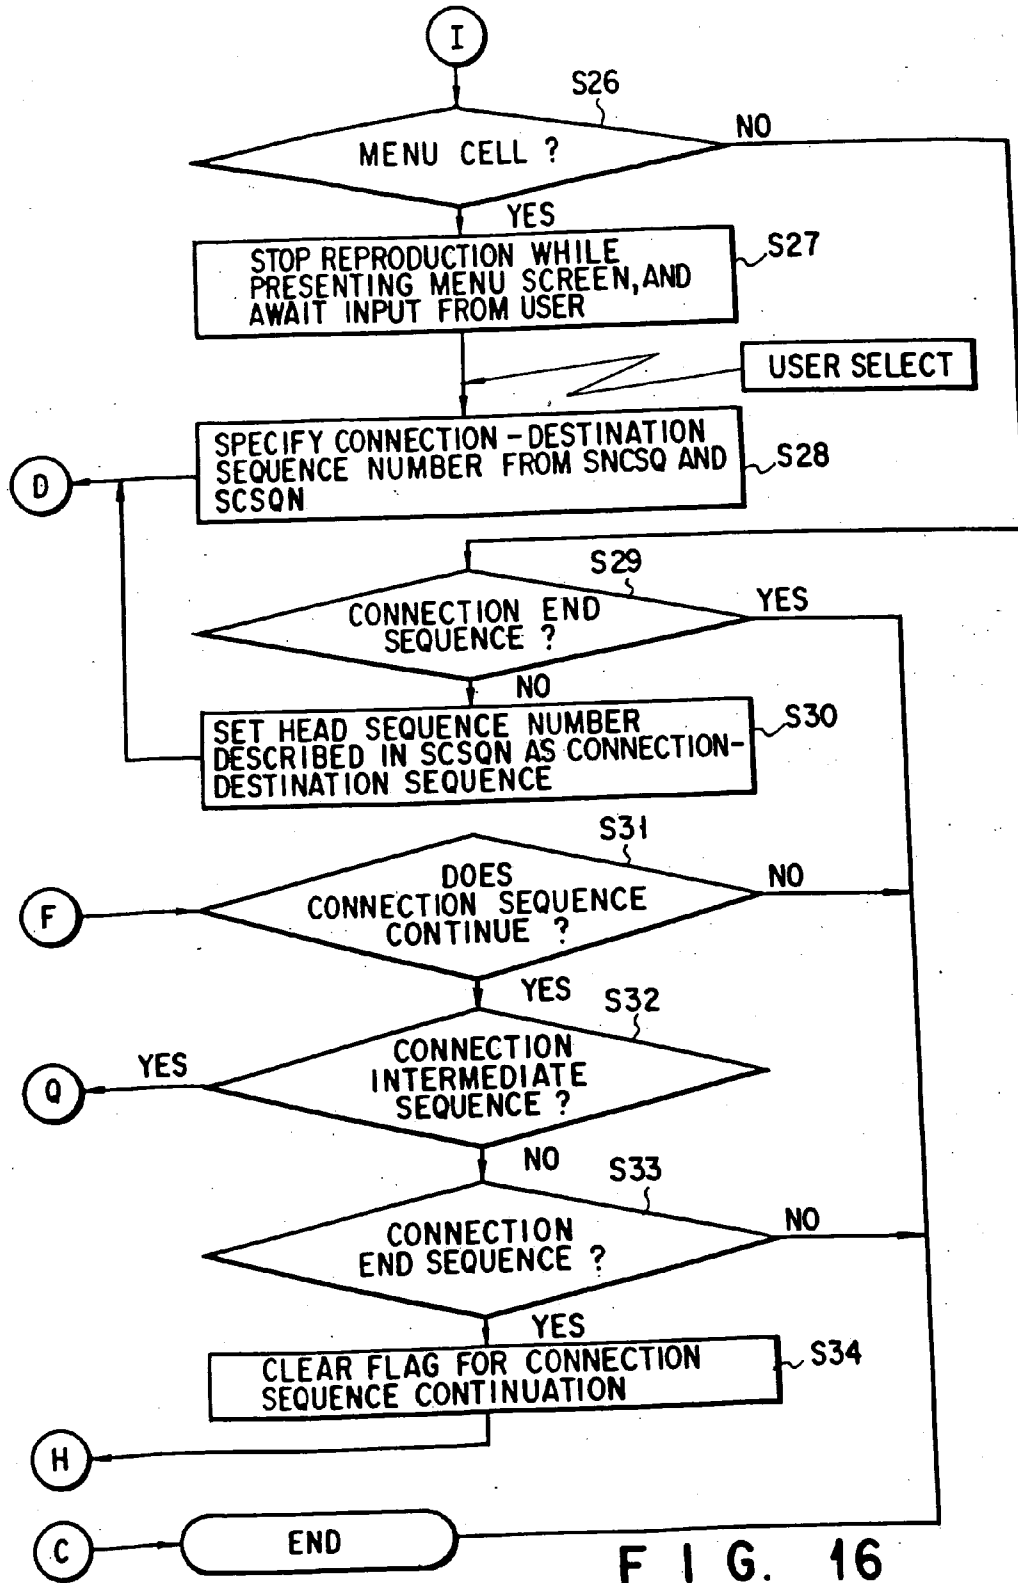 I
S26
MENU CELL ?
NO
YES
STOP REPRODUCTION WHILE
PRESENTING MENU SCREEN, AND
AWAIT INPUT FROM USER
S27
USER SELECT
SPECIFY CONNECTION-DESTINATION
SEQUENCE NUMBER FROM SNCSQ AND
SCSQN
S28
D
S29
CONNECTION END
SEQUENCE ?
YES
NO
SET HEAD SEQUENCE NUMBER
DESCRIBED IN SCSQN AS CONNECTION-
DESTINATION SEQUENCE
S30
S31
DOES
CONNECTION SEQUENCE
CONTINUE ?
NO
F
YES
S32
CONNECTION
INTERMEDIATE
SEQUENCE ?
YES
Q
NO
S33
CONNECTION
END SEQUENCE ?
NO
YES
CLEAR FLAG FOR CONNECTION
SEQUENCE CONTINUATION
S34
H
C
END
FIG. 16